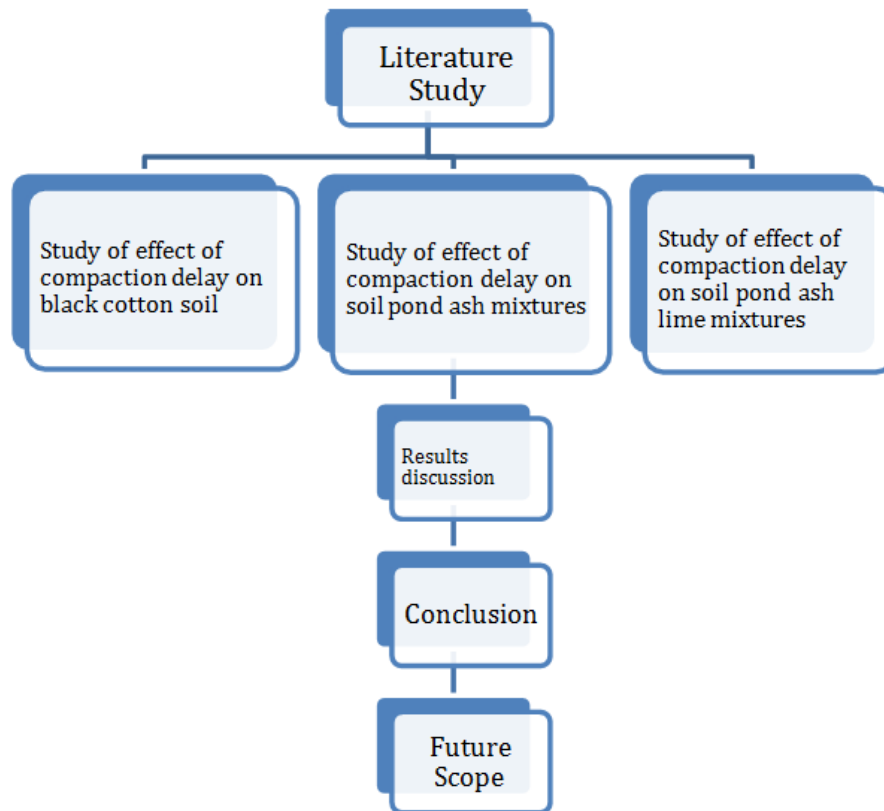 Literature
Study
Study of effect of
compaction delay on
black cotton soil
Study of effect of
compaction delay on
soil pond ash mixtures
Study of effect of
compaction delay
on soil pond ash
lime mixtures
Results
discussion
Conclusion
Future
Scope